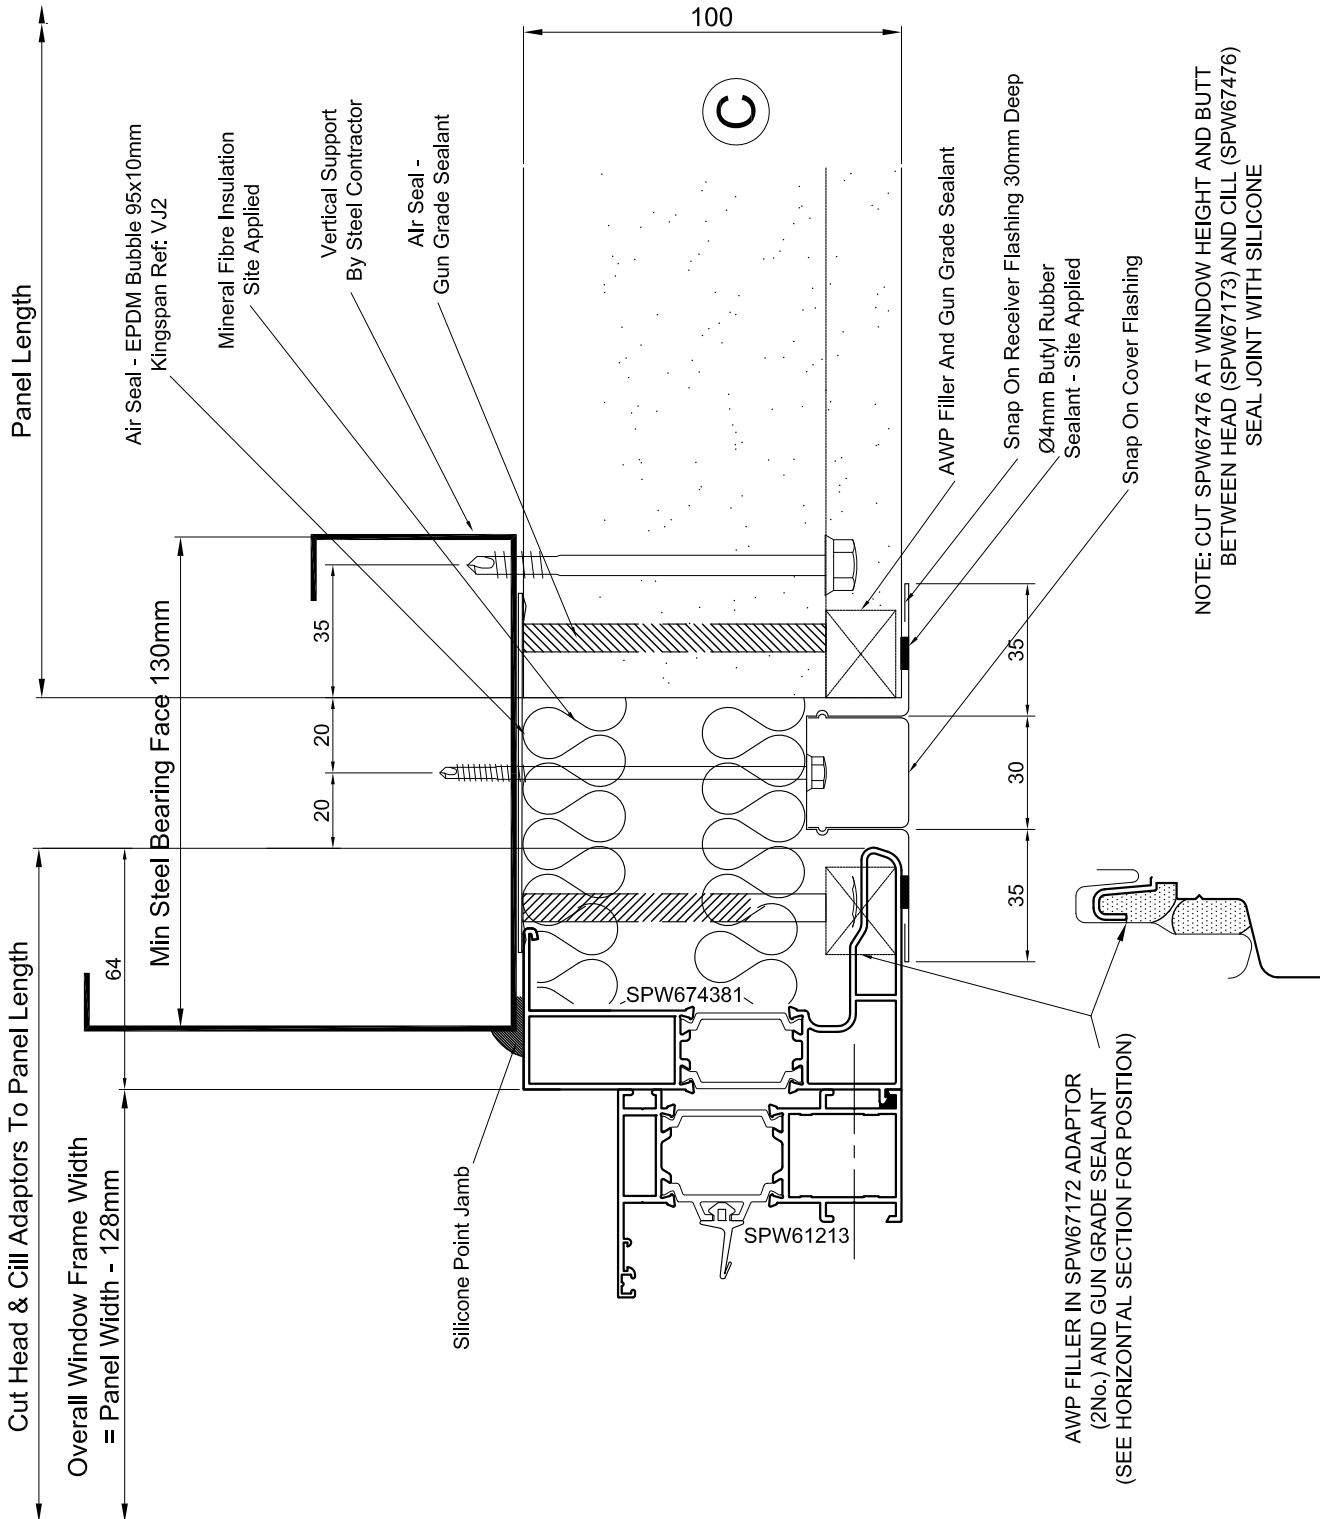 Panel Length
100
C
Air Seal - EPDM Bubble 95x10mm
Kingspan Ref: VJ2
Mineral Fibre Insulation
Site Applied
Vertical Support
By Steel Contractor
Air Seal -
Gun Grade Sealant
AWP Filler And Gun Grade Sealant
Snap On Receiver Flashing 30mm Deep
Ø4mm Butyl Rubber
Sealant - Site Applied
Snap On Cover Flashing
NOTE: CUT SPW67476 AT WINDOW HEIGHT AND BUTT
BETWEEN HEAD (SPW67173) AND CILL (SPW67476)
SEAL JOINT WITH SILICONE
Min Steel Bearing Face 130mm
35
20
20
35
30
35
64
Cut Head & Cill Adaptors To Panel Length
Overall Window Frame Width
= Panel Width - 128mm
SPW674381
SPW61213
Silicone Point Jamb
AWP FILLER IN SPW67172 ADAPTOR
(2No.) AND GUN GRADE SEALANT
(SEE HORIZONTAL SECTION FOR POSITION)